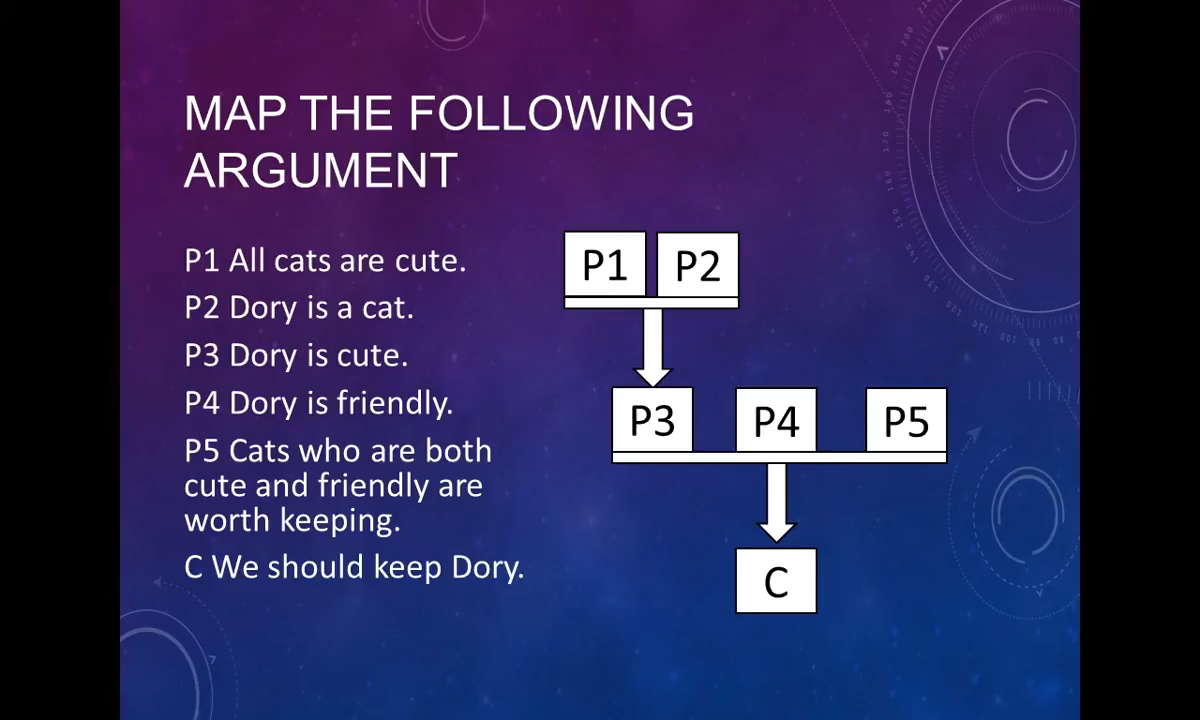 MAP THE FOLLOWING
ARGUMENT
P1 All cats are cute.
P2 Dory is a cat.
P3 Dory is cute.
P4 Dory is friendly.
P5 Cats who are both
cute and friendly are
worth keeping.
C We should keep Dory.
P1 P2
P3 P4 P5
C